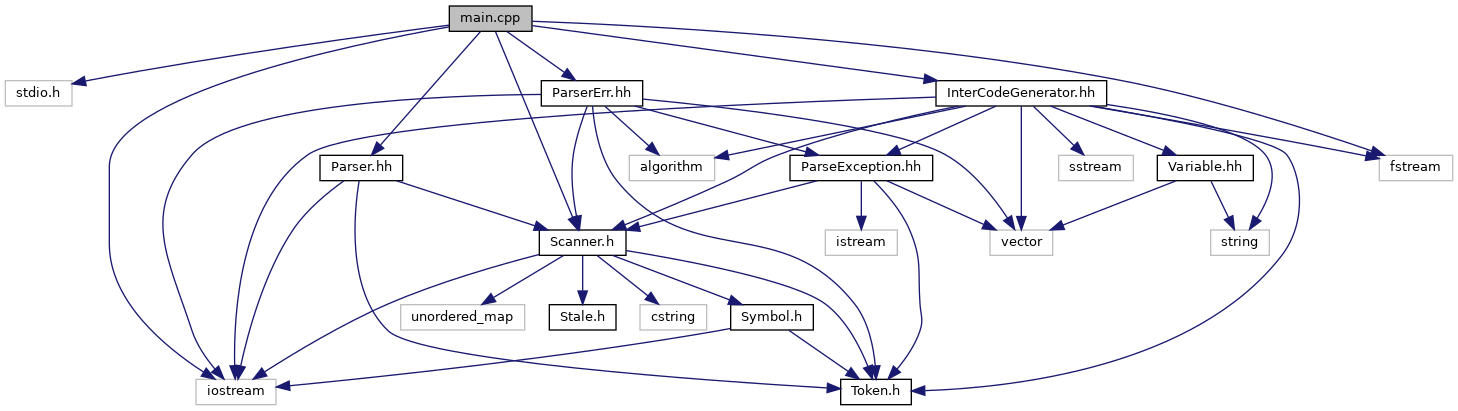 main.cpp
stdio.h
ParserErr.hh
InterCodeGenerator.hh
Parser.hh
algorithm
ParseException.hh
sstream
Variable.hh
fstream
Scanner.h
istream
vector
string
unordered_map
Stale.h
cstring
Symbol.h
iostream
Token.h